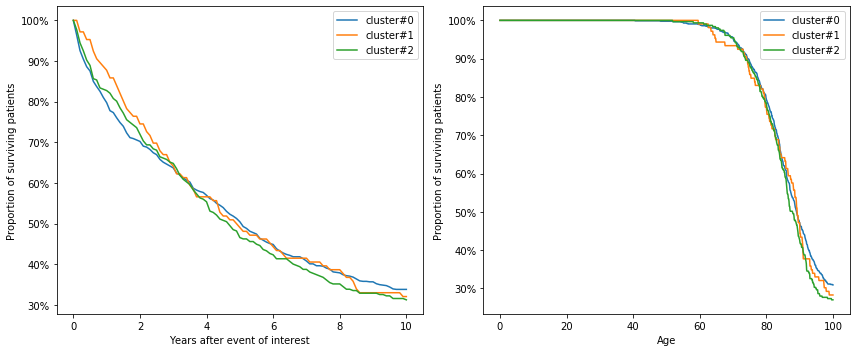 Proportion of surviving patients
100%
90%
80%
70%
60%
50%
40%
30%
0
2
4
6
8
10
Years after event of interest
cluster#0
cluster#1
cluster#2
Proportion of surviving patients
100%
90%
80%
70%
60%
50%
40%
30%
0
20
40
60
80
100
Age
cluster#0
cluster#1
cluster#2